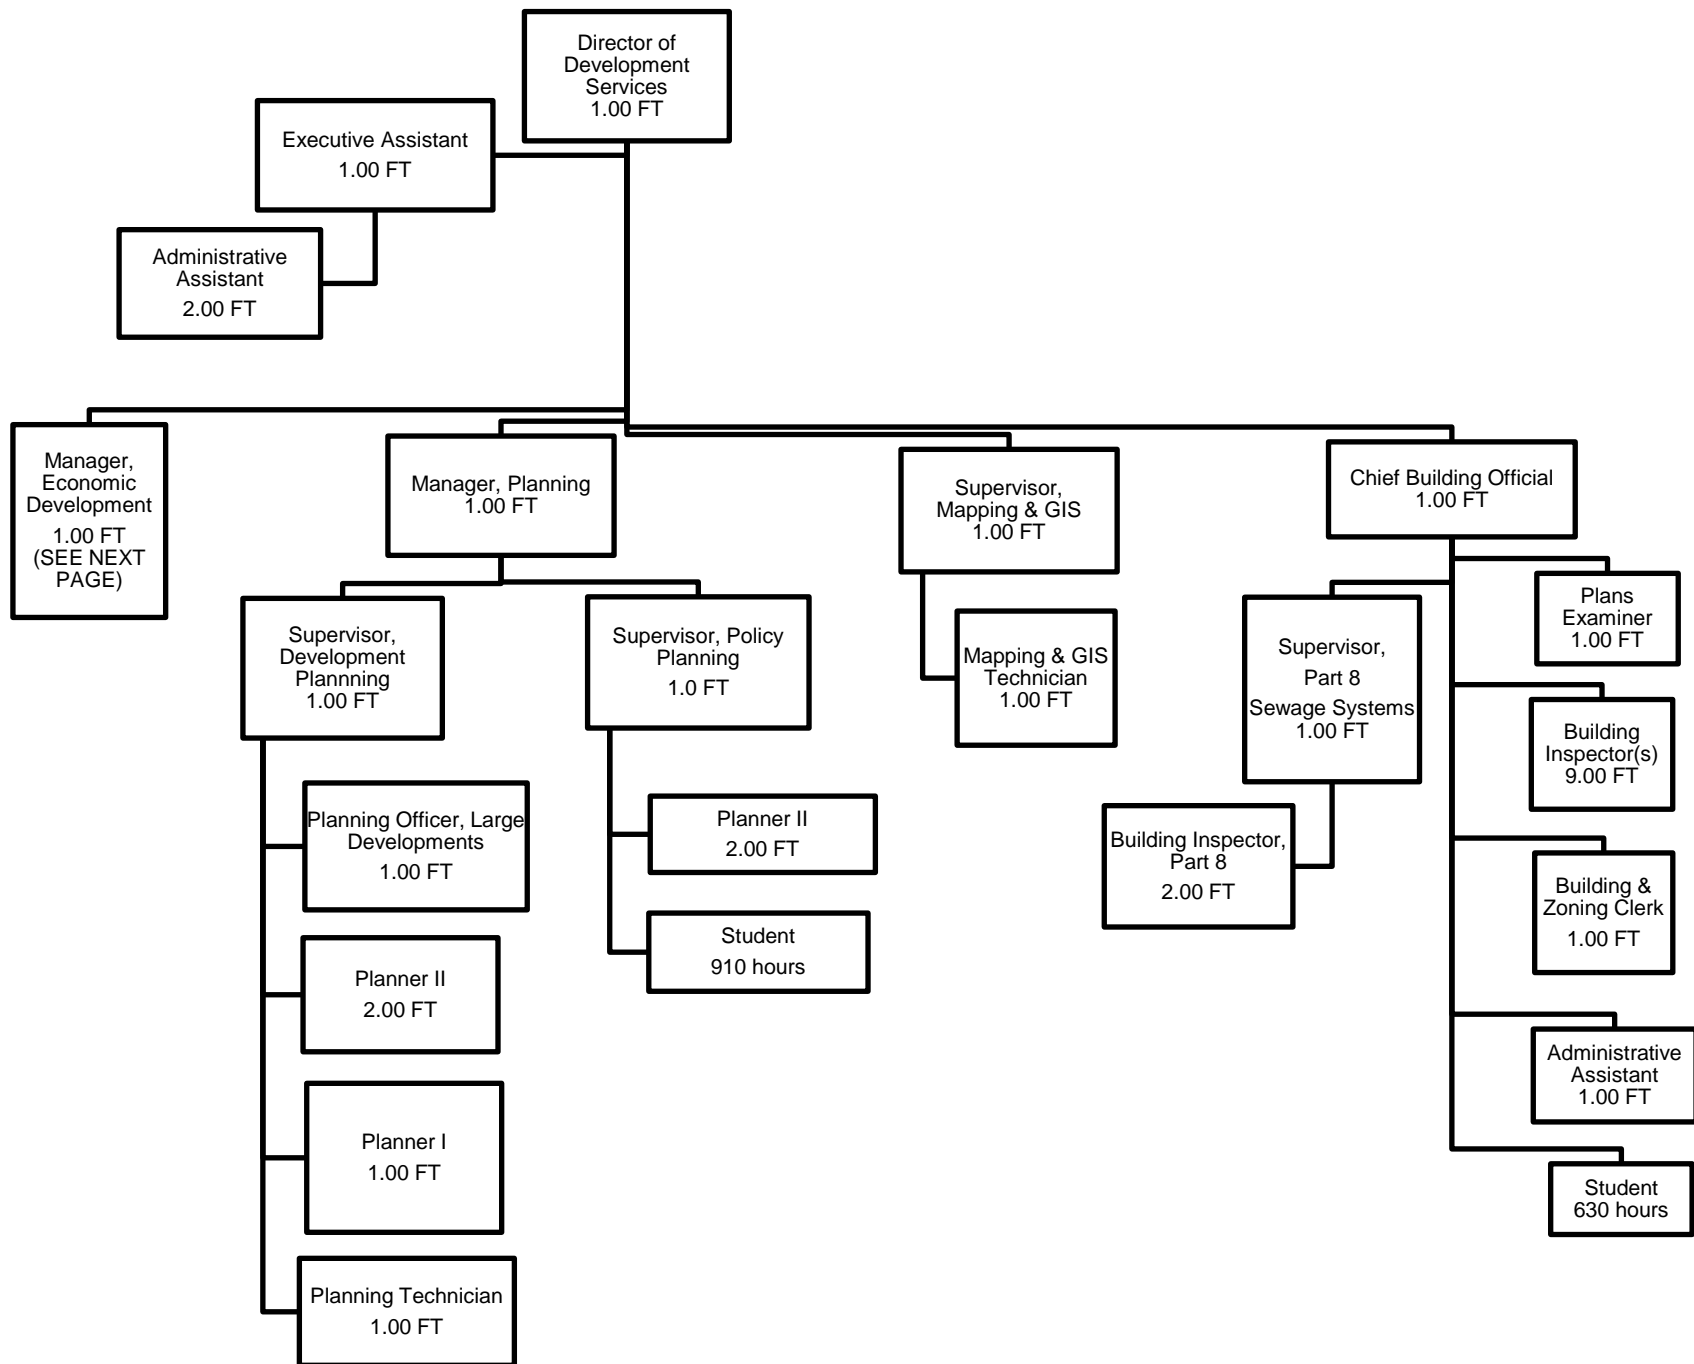 Director of
Development
Services
1.00 FT
Executive Assistant
1.00 FT
Administrative
Assistant
2.00 FT
Manager,
Economic
Development
1.00 FT
(SEE NEXT
PAGE)
Manager, Planning
1.00 FT
Supervisor,
Mapping & GIS
1.00 FT
Chief Building Official
1.00 FT
Supervisor,
Development
Plannning
1.00 FT
Supervisor, Policy
Planning
1.0 FT
Mapping & GIS
Technician
1.00 FT
Supervisor,
Part 8
Sewage Systems
1.00 FT
Plans
Examiner
1.00 FT
Building
Inspector(s)
9.00 FT
Planning Officer, Large
Developments
1.00 FT
Planner II
2.00 FT
Building Inspector,
Part 8
2.00 FT
Building &
Zoning Clerk
1.00 FT
Planner II
2.00 FT
Student
910 hours
Administrative
Assistant
1.00 FT
Planner I
1.00 FT
Student
630 hours
Planning Technician
1.00 FT